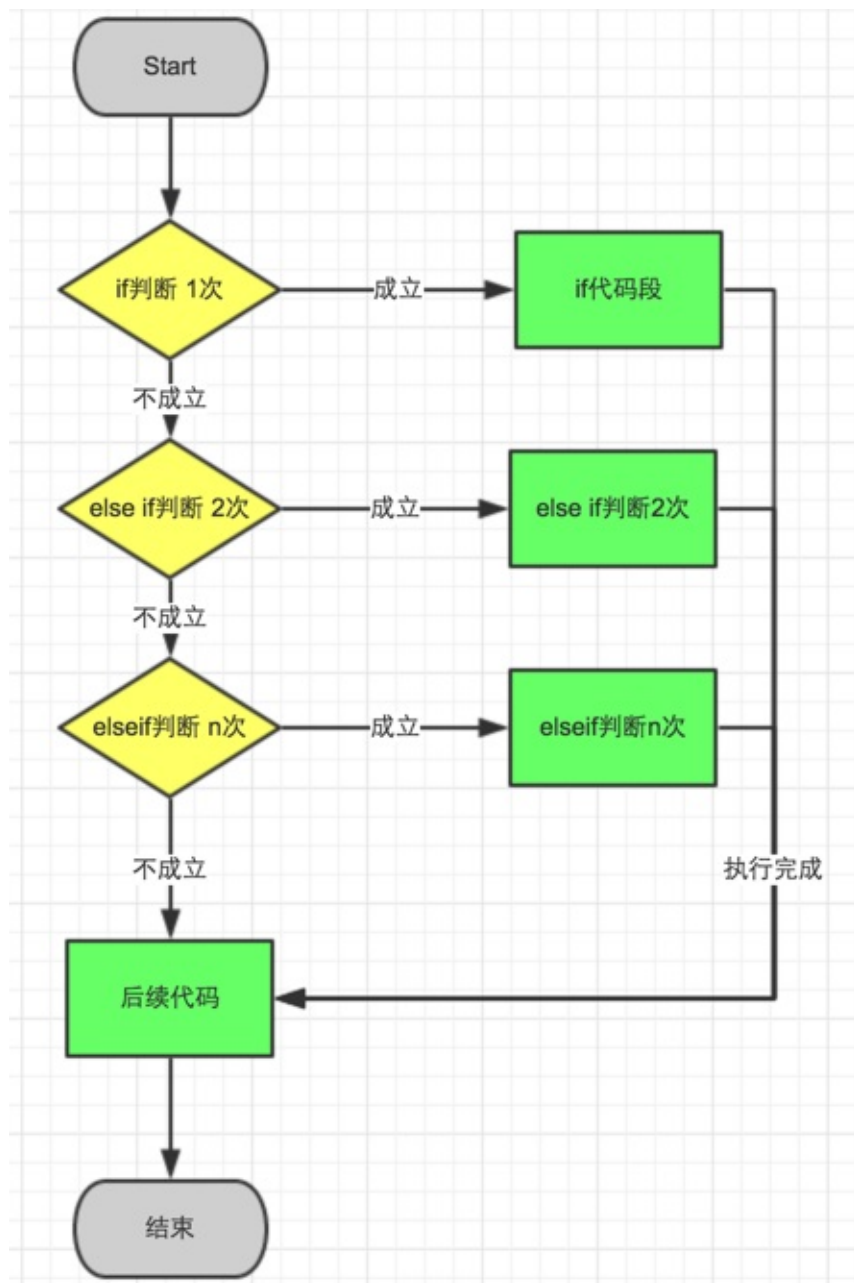 Start
if判断 1次
成立
if代码段
不成立
else if判断 2次
成立
else if判断2次
不成立
elseif判断 n次
成立
elseif判断n次
不成立
执行完成
后续代码
结束